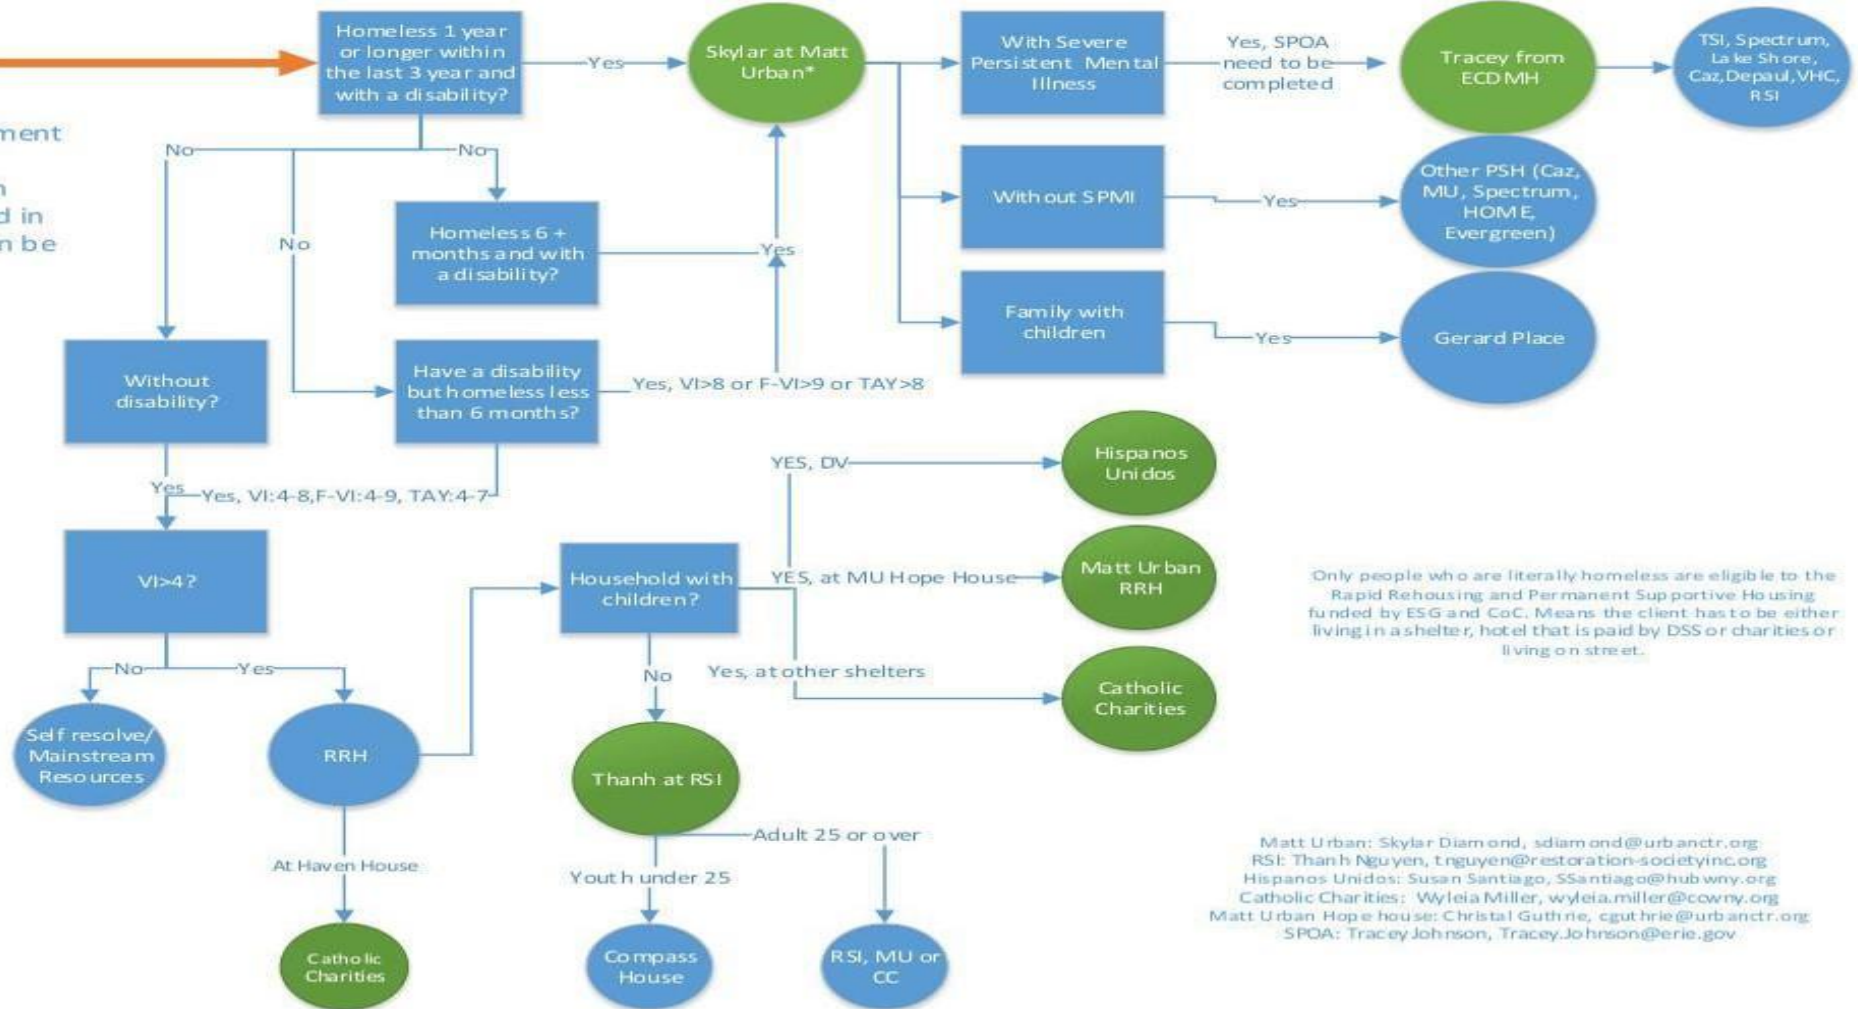 Homeless 1 year
or longer within
the last 3 year and
with a disability?
Yes
Skylar at Matt
Urban*
With Severe
Persistent Mental
Illness
Yes, SPOA
need to be
completed
Tracey from
ECDMH
TSI, Spectrum,
Lake Shore,
Caz,Depaul,VHC,
RSI
No
No
No
Homeless 6 +
months and with
a disability?
Yes
Without SPMI
Yes
Other PSH (Caz,
MU, Spectrum,
HOME,
Evergreen)
d in
n be
Family with
children
Yes
Gerard Place
Without
disability?
Have a disability
but homeless less
than 6 months?
Yes, VI>8 or F-VI>9 or TAY>8
Yes
Yes, VI:4-8,F-VI:4-9, TAY:4-7
VI>4?
No
Yes
Self resolve/
Mainstream
Resources
RRH
At Haven House
Catholic
Charities
Household with
children?
YES, DV
Hispanos
Unidos
YES, at MU Hope House
Matt Urban
RRH
Yes, at other shelters
Catholic
Charities
No
Thanh at RSI
Adult 25 or over
Youth under 25
Compass
House
RSI, MU or
CC
Only people who are literally homeless are eligible to the
Rapid Rehousing and Permanent Supportive Housing
funded by ESG and CoC. Means the client has to be either
living in a shelter, hotel that is paid by DSS or charities or
living on street.
Matt Urban: Skylar Diamond, sdiamond@urbanctr.org
RSI: Thanh Nguyen, t.nguyen@restoration-societyinc.org
Hispanos Unidos: Susan Santiago, SSantiago@hubwny.org
Catholic Charities: Wyleia Miller, wyleia.miller@ccwny.org
Matt Urban Hope house: Christal Guthrie, cguthrie@urbanctr.org
SPOA: Tracey Johnson, Tracey.Johnson@erie.gov